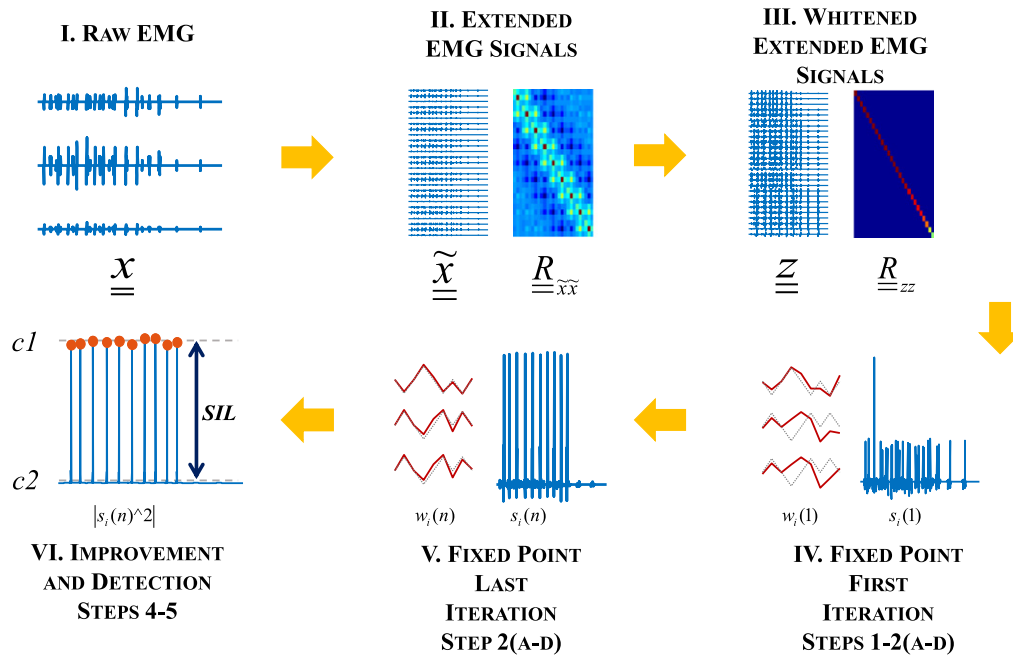 I. RAW EMG
II. EXTENDED
EMG SIGNALS
III. WHITENED
EXTENDED EMG
SIGNALS
x
x̃
R x̃x̃
z
R zz
c1
c2
SIL
|s_i(n)^2|
w_i(n)
s_i(n)
w_i(1)
s_i(1)
VI. IMPROVEMENT
AND DETECTION
STEPS 4-5
V. FIXED POINT
LAST
ITERATION
STEP 2(A-D)
IV. FIXED POINT
FIRST
ITERATION
STEPS 1-2(A-D)